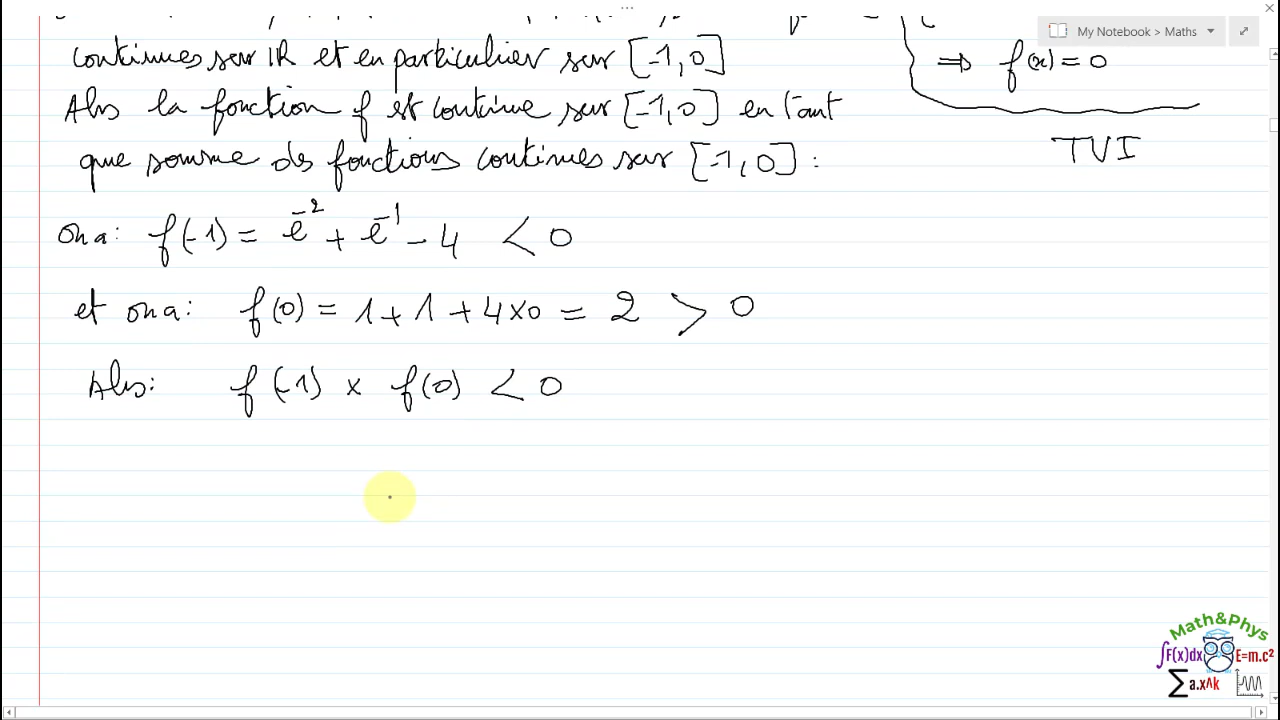 continues sur IR et en particulier sur [-1,0]
Alors la fonction f est continue sur [-1,0] en tant
que somme des fonctions continues sur [-1,0] :
on a: f(-1) = e⁻² + e⁻¹ - 4 < 0
et on a: f(0) = 1 + 1 + 4×0 = 2 > 0
Alors: f(-1) × f(0) < 0
My Notebook > Maths
⇒ f(x) = 0
TVI
Math&Phys
∫F(x)dx E=m.c²
∑ a.x^k